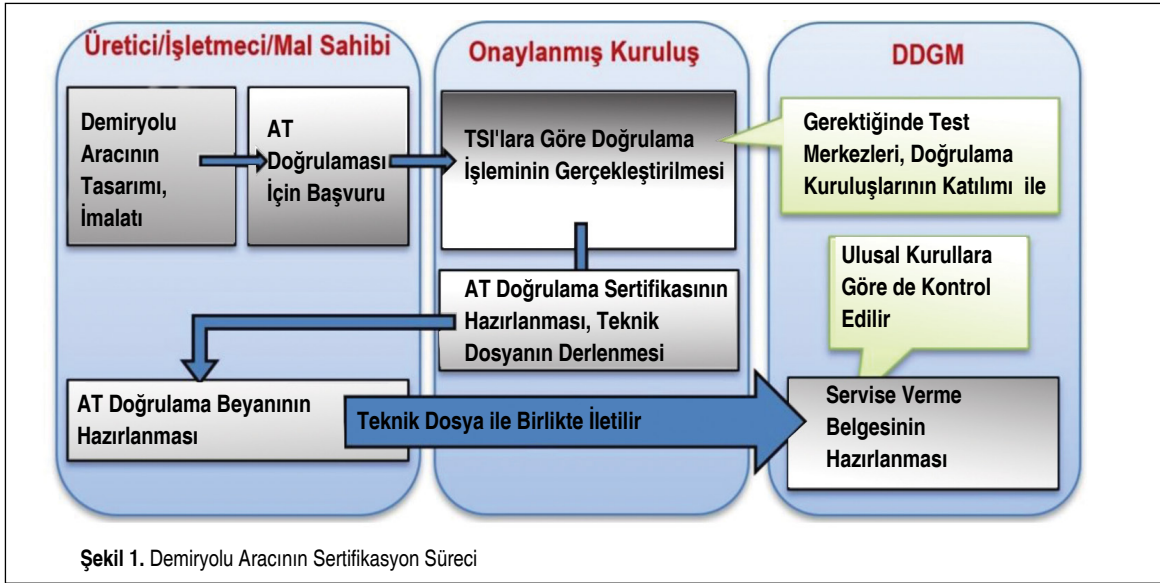 Üretici/İşletmeci/Mal Sahibi
Demiryolu
Aracının
Tasarımı,
İmalatı
AT
Doğrulaması
İçin Başvuru
Onaylanmış Kuruluş
TSI'lara Göre Doğrulama
İşleminin Gerçekleştirilmesi
DDGM
Gerektiğinde Test
Merkezleri, Doğrulama
Kuruluşlarının Katılımı ile
AT Doğrulama Sertifikasının
Hazırlanması, Teknik
Dosyanın Derlenmesi
Ulusal Kurullara
Göre de Kontrol
Edilir
AT Doğrulama Beyanının
Hazırlanması
Teknik Dosya ile Birlikte İletilir
Servise Verme
Belgesinin
Hazırlanması
Şekil 1. Demiryolu Aracının Sertifikasyon Süreci